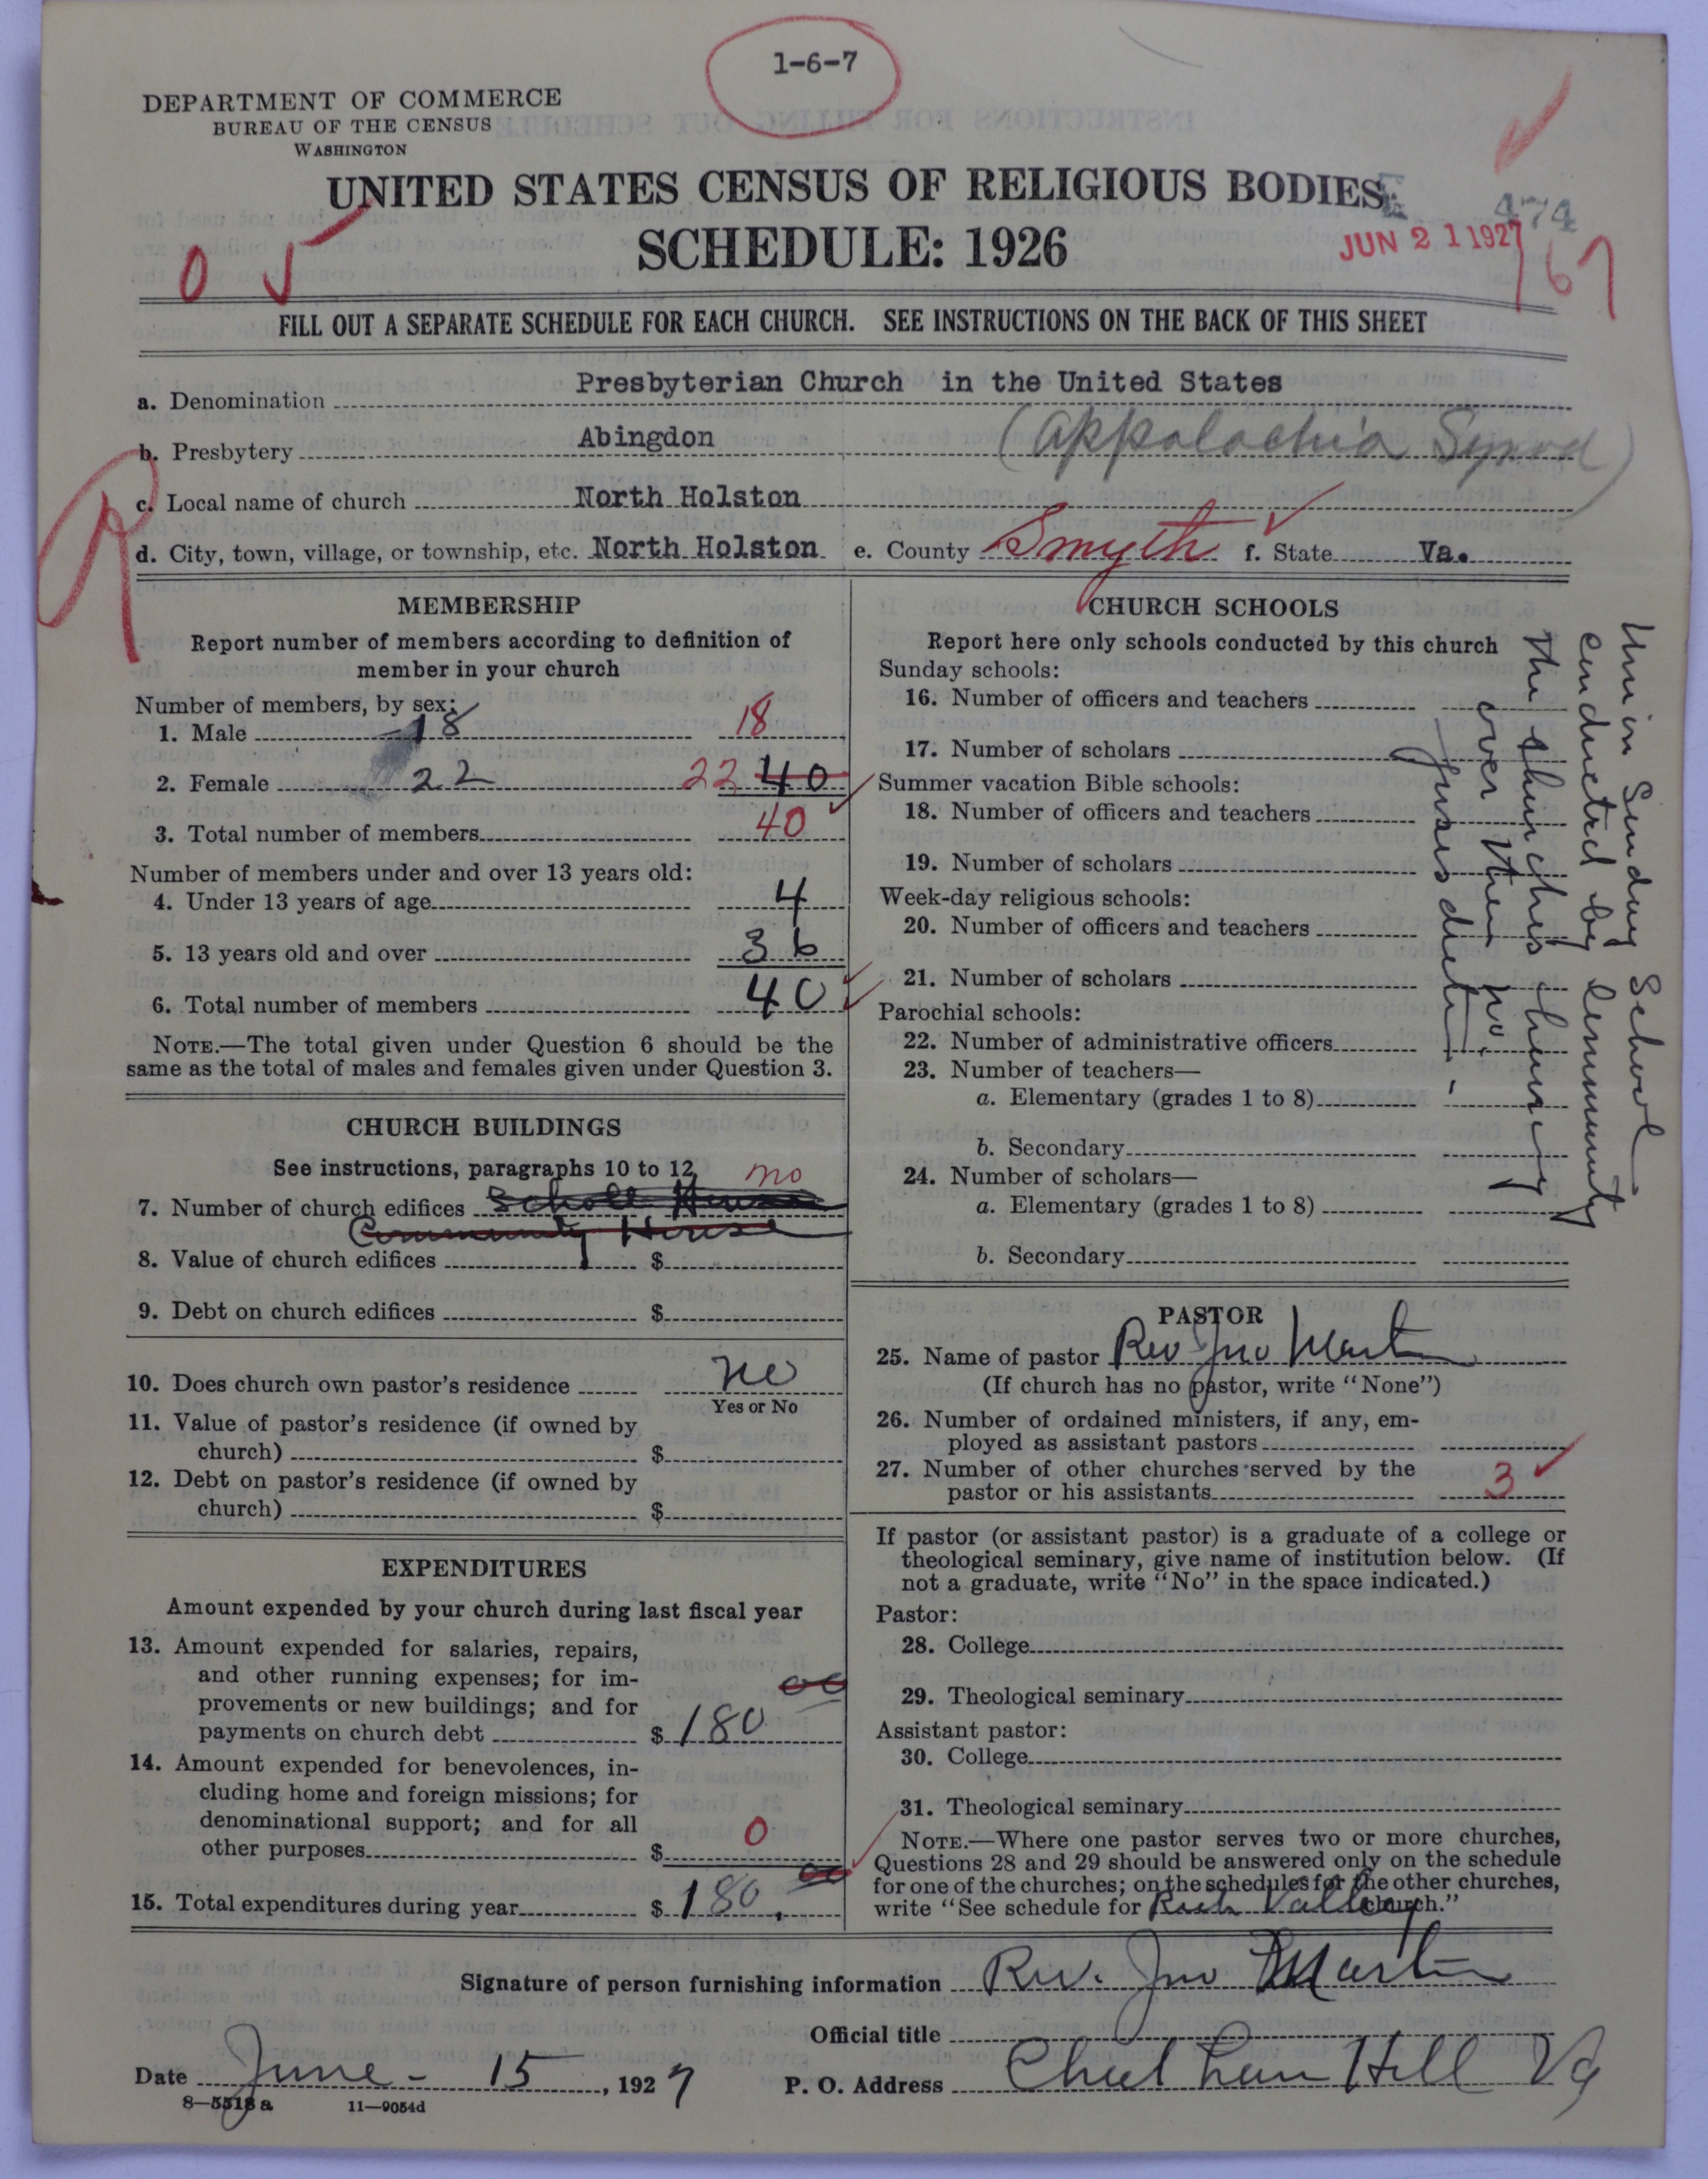 1-6-7
DEPARTMENT OF COMMERCE
BUREAU OF THE CENSUS
WASHINGTON
UNITED STATES CENSUS OF RELIGIOUS BODIES
474
SCHEDULE: 1926
JUN 21 1927
167
0 5
FILL OUT A SEPARATE SCHEDULE FOR EACH CHURCH. SEE INSTRUCTIONS ON THE BACK OF THIS SHEET
a. Denomination Presbyterian Church in the United States
b. Presbytery Abingdon (Appalachia Synod)
c. Local name of church North Holston
d. City, town, village, or township, etc. North Holston e. County Smyth f. State Va.
R
MEMBERSHIP
Report number of members according to definition of
member in your church
Number of members, by sex:
1. Male 18 18
2. Female 22 22 40
3. Total number of members 40
Number of members under and over 13 years old:
4. Under 13 years of age 4
5. 13 years old and over 36
6. Total number of members 40
NOTE.—The total given under Question 6 should be the
same as the total of males and females given under Question 3.
CHURCH BUILDINGS
See instructions, paragraphs 10 to 12
no
7. Number of church edifices Scholl House
Community House
8. Value of church edifices $
9. Debt on church edifices $
10. Does church own pastor's residence no
Yes or No
11. Value of pastor's residence (if owned by
church) $
12. Debt on pastor's residence (if owned by
church) $
EXPENDITURES
Amount expended by your church during last fiscal year
13. Amount expended for salaries, repairs,
and other running expenses; for im-
provements or new buildings; and for
payments on church debt $180 00
14. Amount expended for benevolences, in-
cluding home and foreign missions; for
denominational support; and for all
other purposes $ 0
15. Total expenditures during year $180. 00
CHURCH SCHOOLS
Report here only schools conducted by this church
Sunday schools:
16. Number of officers and teachers
17. Number of scholars
Summer vacation Bible schools:
18. Number of officers and teachers
19. Number of scholars
Week-day religious schools:
20. Number of officers and teachers
21. Number of scholars
Parochial schools:
22. Number of administrative officers
23. Number of teachers—
a. Elementary (grades 1 to 8)
b. Secondary
24. Number of scholars—
a. Elementary (grades 1 to 8)
b. Secondary
Union Sunday School
conducted by Community
the churches having
over them no
Jurisdiction
PASTOR
25. Name of pastor Rev Jno Martin
(If church has no pastor, write "None")
26. Number of ordained ministers, if any, em-
ployed as assistant pastors
27. Number of other churches served by the
pastor or his assistants 3
If pastor (or assistant pastor) is a graduate of a college or
theological seminary, give name of institution below. (If
not a graduate, write "No" in the space indicated.)
Pastor:
28. College
29. Theological seminary
Assistant pastor:
30. College
31. Theological seminary
NOTE.—Where one pastor serves two or more churches,
Questions 28 and 29 should be answered only on the schedule
for one of the churches; on the schedules for the other churches,
write "See schedule for Rich Valley church."
Signature of person furnishing information Rev. Jno Martin
Official title
Date June - 15, 1927 P. O. Address Chatham Hill Va
8—5518 a 11—9054d